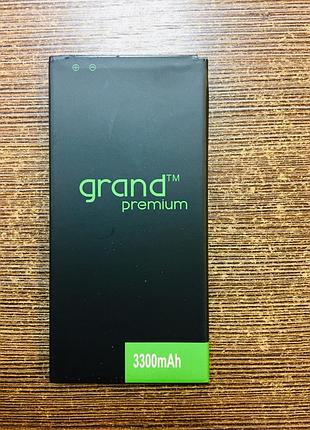 ⊕ ⊖
grand™
premium
3300mAh